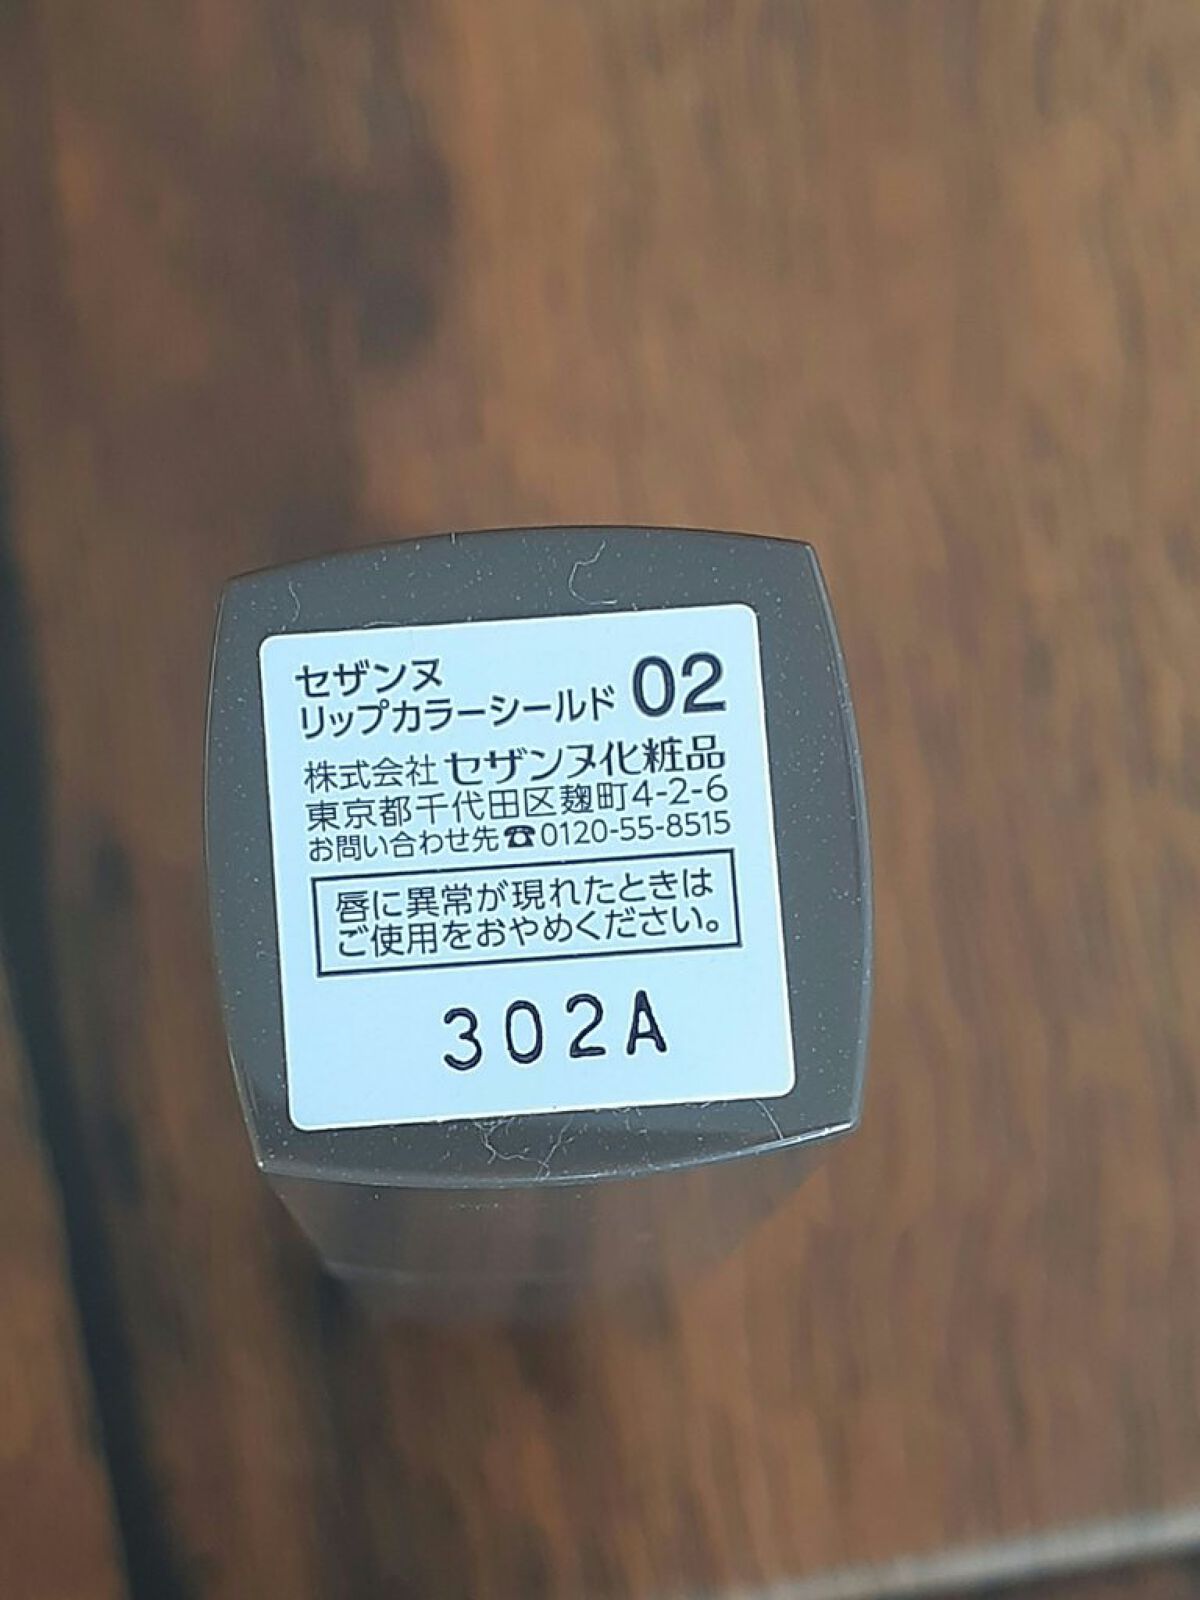 セザンヌ
リップカラーシールド 02
株式会社 セザンヌ化粧品
東京都千代田区麹町4-2-6
お問い合わせ先☎0120-55-8515
唇に異常が現れたときは
ご使用をおやめください。
302A